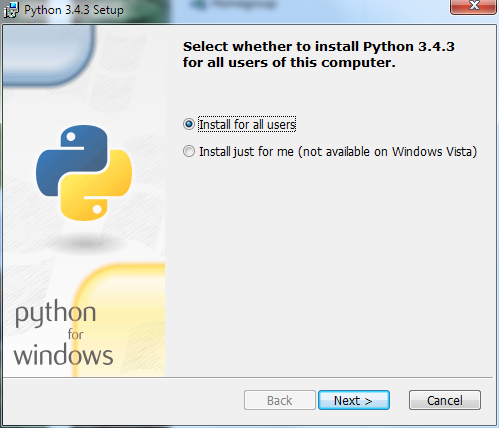 Homegroup
Python 3.4.3 Setup
Select whether to install Python 3.4.3
for all users of this computer.
Install for all users
Install just for me (not available on Windows Vista)
python
for
windows
Back
Next >
Cancel